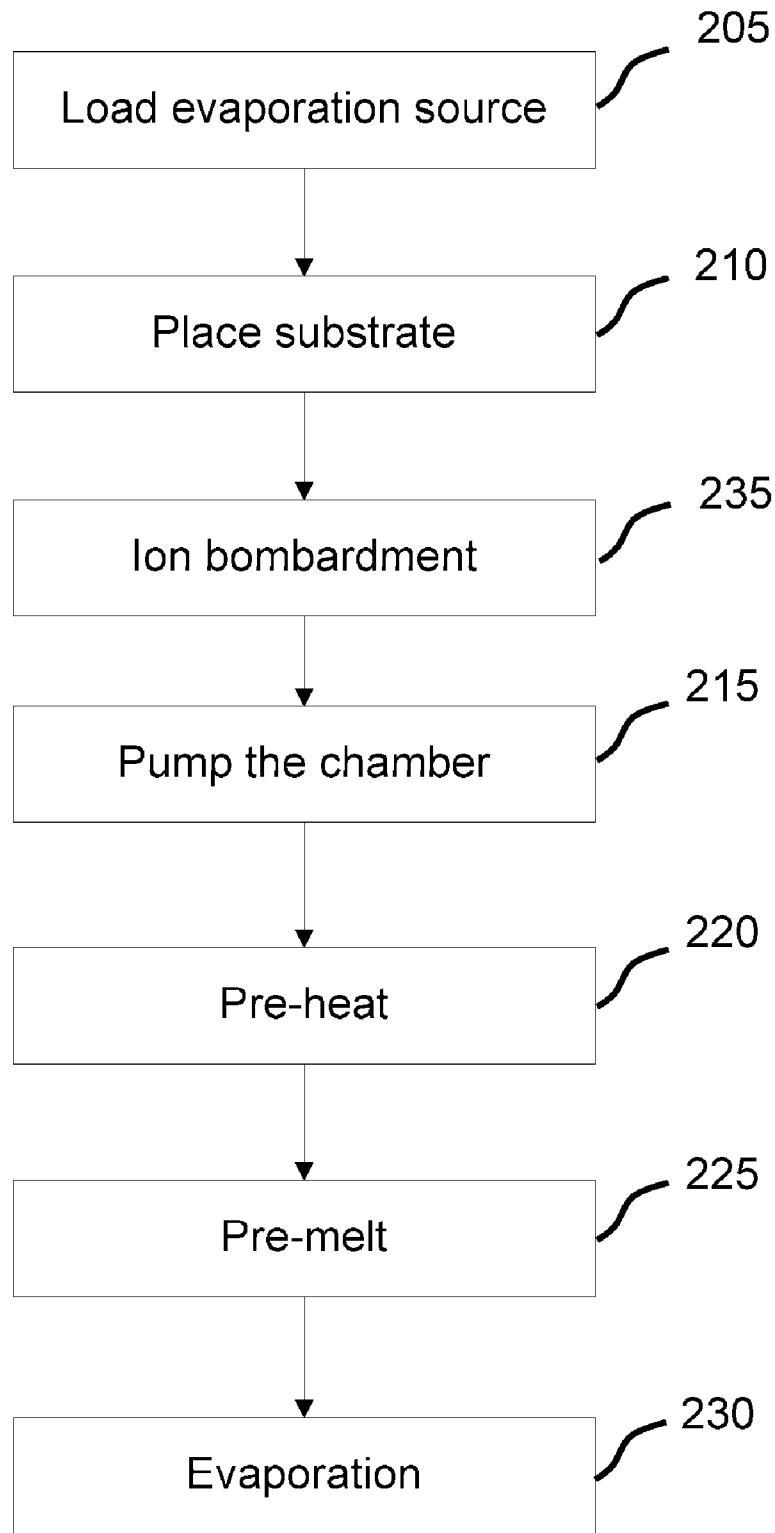 205
Load evaporation source
210
Place substrate
235
Ion bombardment
215
Pump the chamber
220
Pre-heat
225
Pre-melt
230
Evaporation